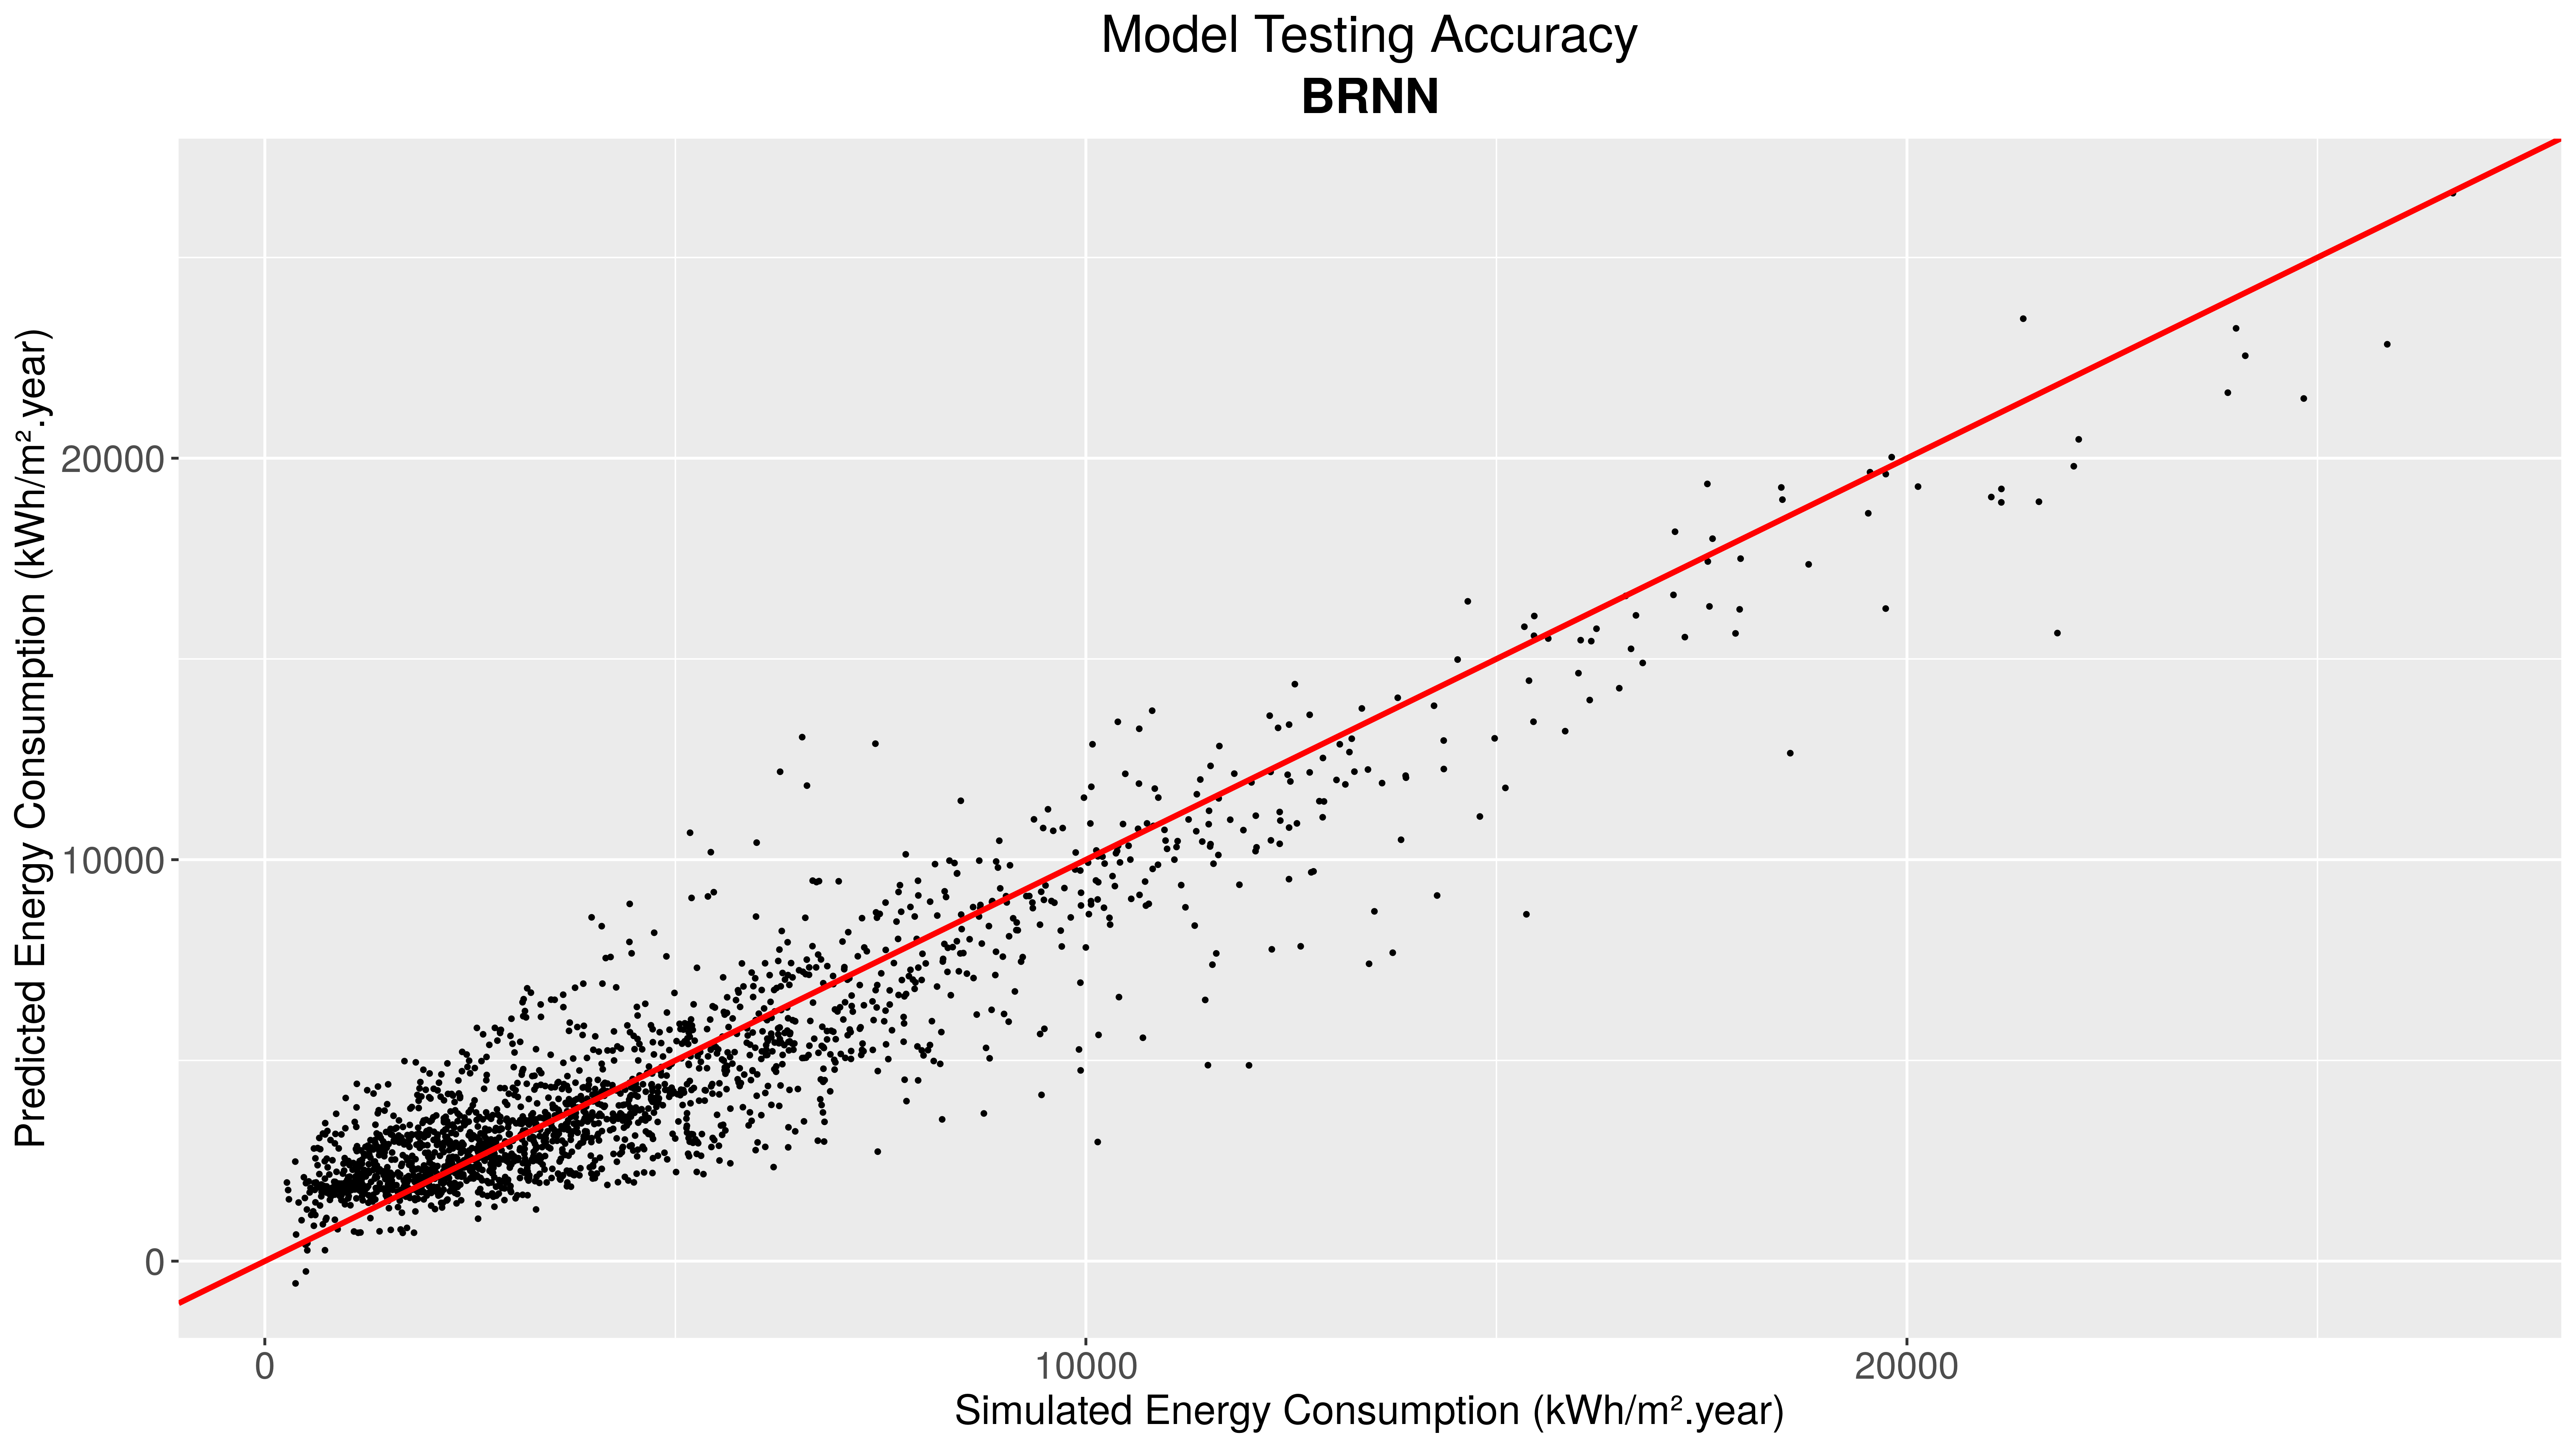 Model Testing Accuracy
BRNN
Predicted Energy Consumption (kWh/m².year)
20000
10000
0
0
10000
20000
Simulated Energy Consumption (kWh/m².year)